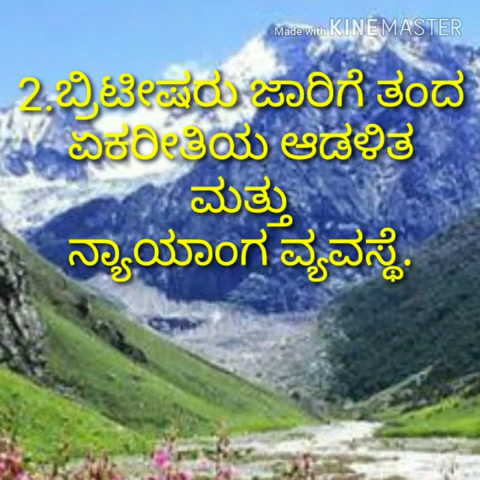 Made with KINEMASTER
2.ಬ್ರಿಟೀಷರು ಜಾರಿಗೆ ತಂದ
ಏಕರೀತಿಯ ಆಡಳಿತ
ಮತ್ತು
ನ್ಯಾಯಾಂಗ ವ್ಯವಸ್ಥೆ.